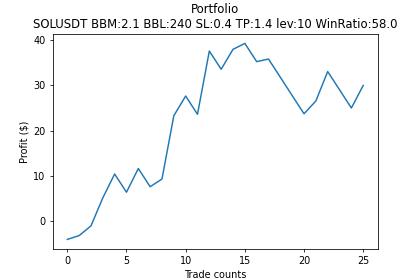 Portfolio
SOLUSDT BBM:2.1 BBL:240 SL:0.4 TP:1.4 lev:10 WinRatio:58.0
40
30
20
10
0
Profit ($)
0 5 10 15 20 25
Trade counts